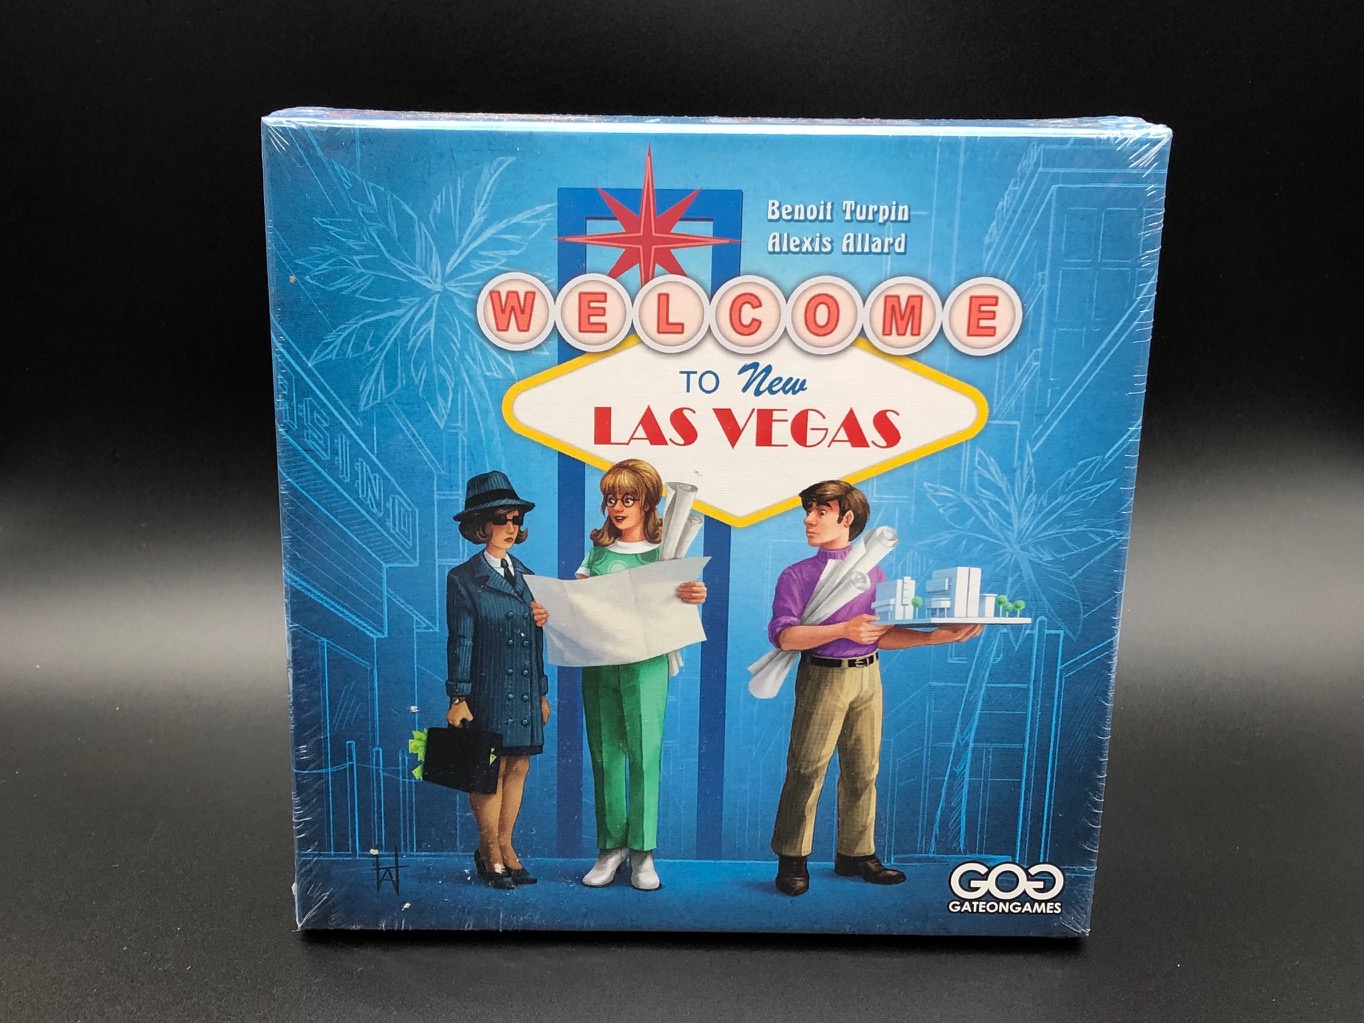 Benoit Turpin
Alexis Allard
WELCOME
TO New
LAS VEGAS
GOG
GATEONGAMES